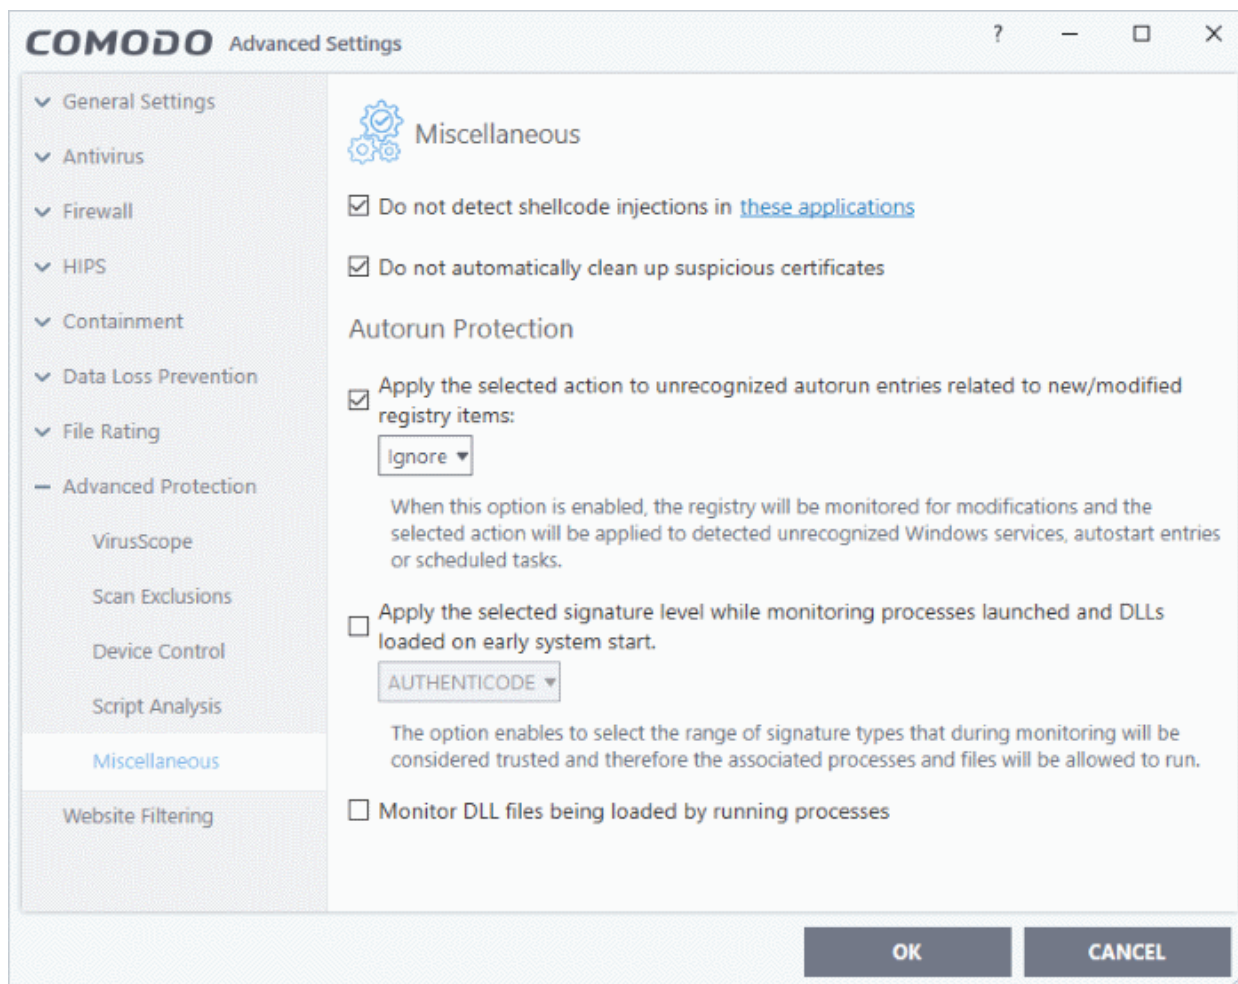 COMODO Advanced Settings ?
General Settings
Antivirus
Firewall
HIPS
Containment
Data Loss Prevention
File Rating
Advanced Protection
VirusScope
Scan Exclusions
Device Control
Script Analysis
Miscellaneous
Website Filtering
Miscellaneous
Do not detect shellcode injections in these applications
Do not automatically clean up suspicious certificates
Autorun Protection
Apply the selected action to unrecognized autorun entries related to new/modified
registry items:
Ignore
When this option is enabled, the registry will be monitored for modifications and the
selected action will be applied to detected unrecognized Windows services, autostart entries
or scheduled tasks.
Apply the selected signature level while monitoring processes launched and DLLs
loaded on early system start.
AUTHENTICODE
The option enables to select the range of signature types that during monitoring will be
considered trusted and therefore the associated processes and files will be allowed to run.
Monitor DLL files being loaded by running processes
OK
CANCEL